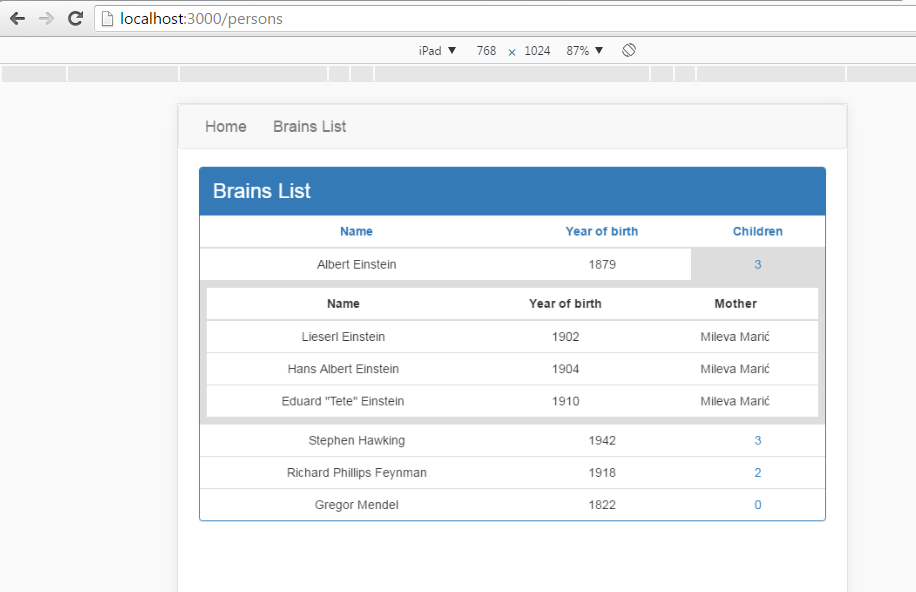 localhost:3000/persons
iPad ▼ 768 × 1024 87% ▼
Home Brains List
Brains List
Name Year of birth Children
Albert Einstein 1879 3
Name Year of birth Mother
Lieserl Einstein 1902 Mileva Marić
Hans Albert Einstein 1904 Mileva Marić
Eduard "Tete" Einstein 1910 Mileva Marić
Stephen Hawking 1942 3
Richard Phillips Feynman 1918 2
Gregor Mendel 1822 0